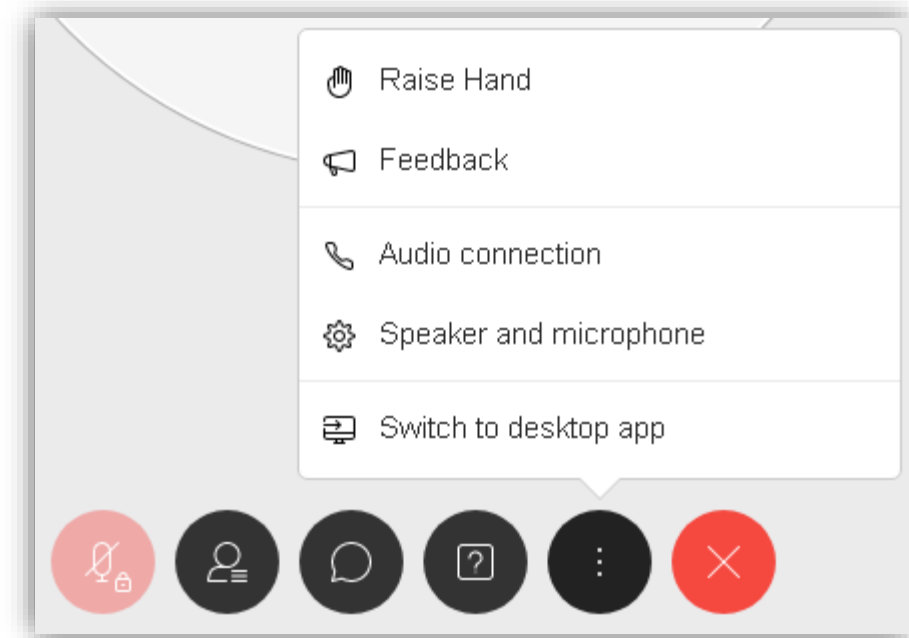 Raise Hand
Feedback
Audio connection
Speaker and microphone
Switch to desktop app
?